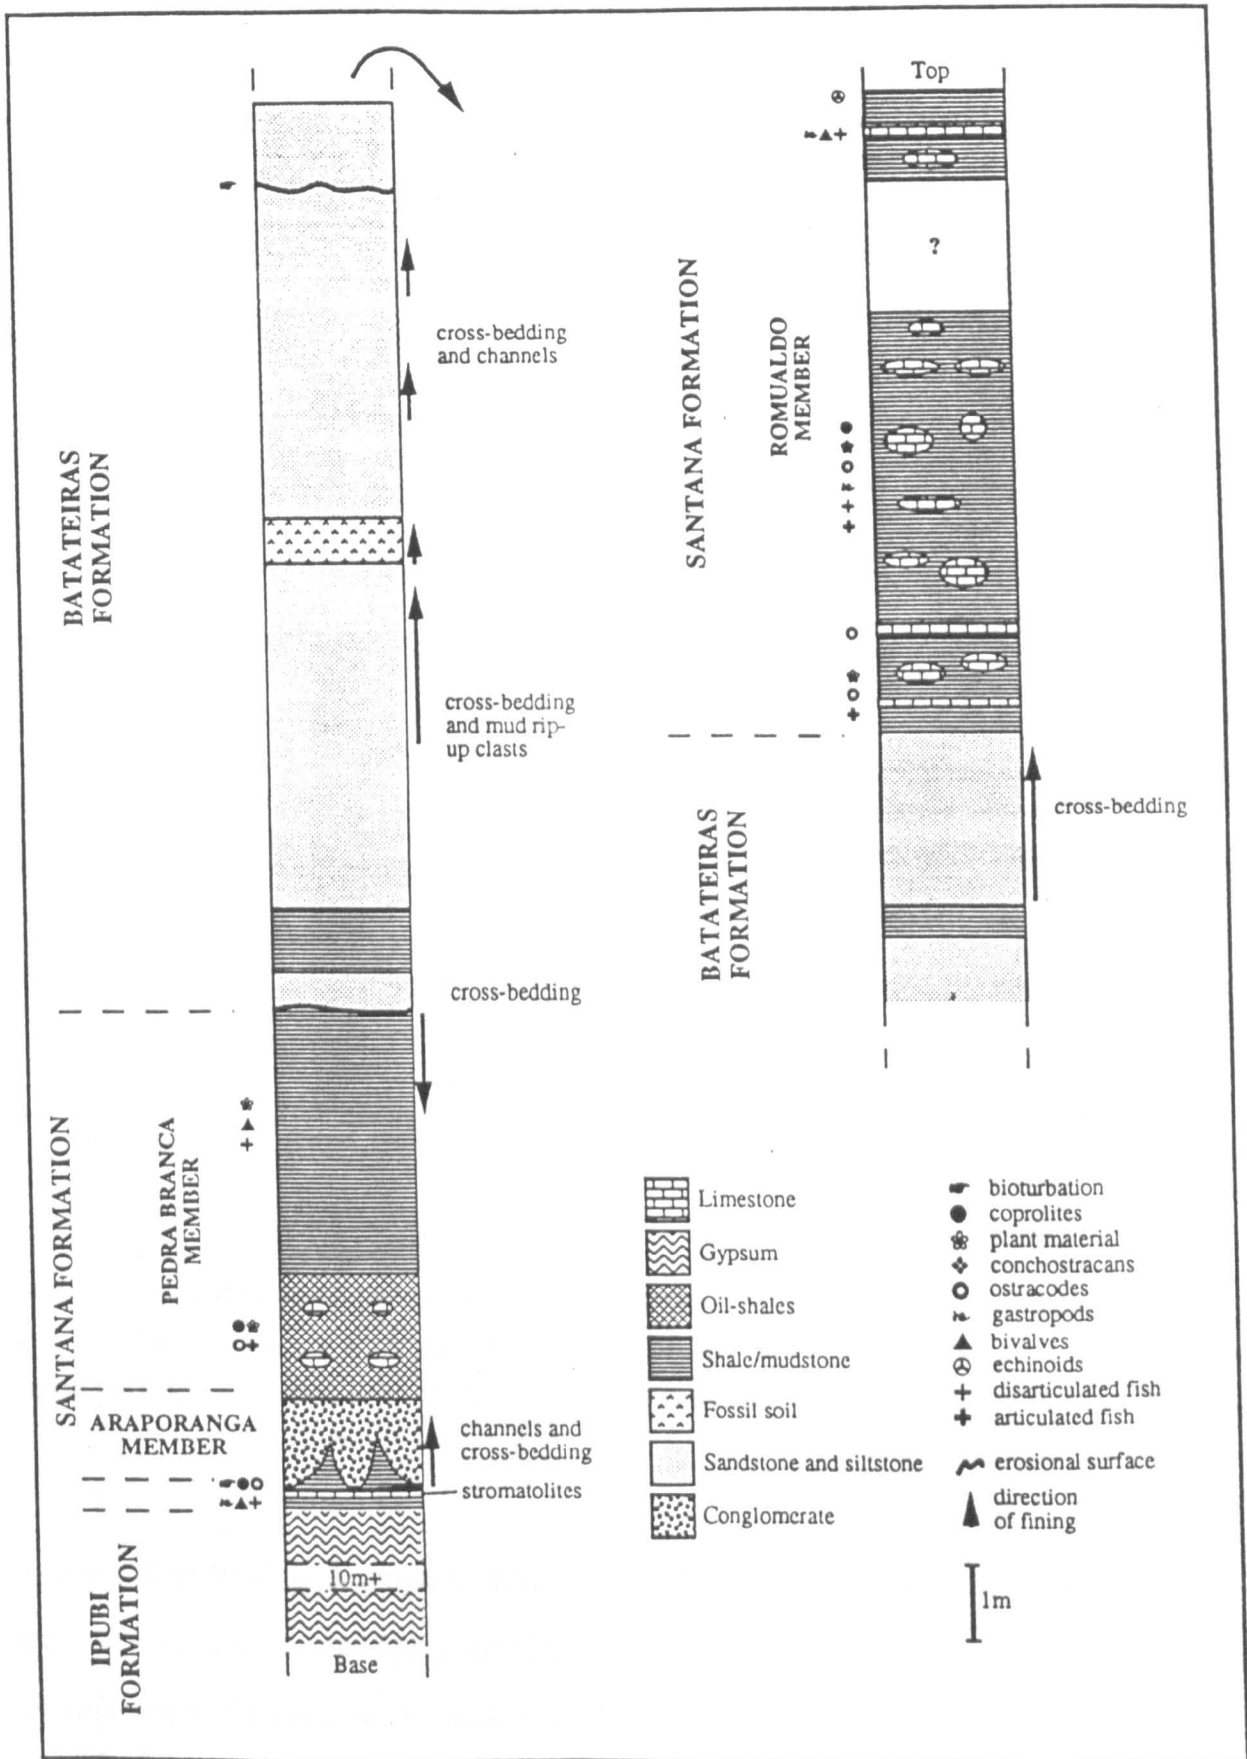 BATATEIRAS
FORMATION
cross-bedding
and channels
cross-bedding
and mud rip-
up clasts
cross-bedding
SANTANA FORMATION
PEDRA BRANCA
MEMBER
ARAPORANGA
MEMBER
channels and
cross-bedding
stromatolites
IPUBI
FORMATION
10m+
Base
Top
?
SANTANA FORMATION
ROMUALDO
MEMBER
BATATEIRAS
FORMATION
cross-bedding
Limestone
Gypsum
Oil-shales
Shale/mudstone
Fossil soil
Sandstone and siltstone
Conglomerate
bioturbation
coprolites
plant material
conchostracans
ostracodes
gastropods
bivalves
echinoids
disarticulated fish
articulated fish
erosional surface
direction
of fining
1m